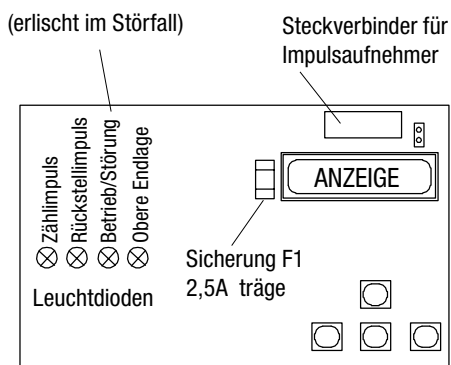 (erlischt im Störfall)
Steckverbinder für
Impulsaufnehmer
Zählimpuls
Rückstellimpuls
Betrieb/Störung
Obere Endlage
ANZEIGE
Leuchtdioden
Sicherung F1
2,5A träge